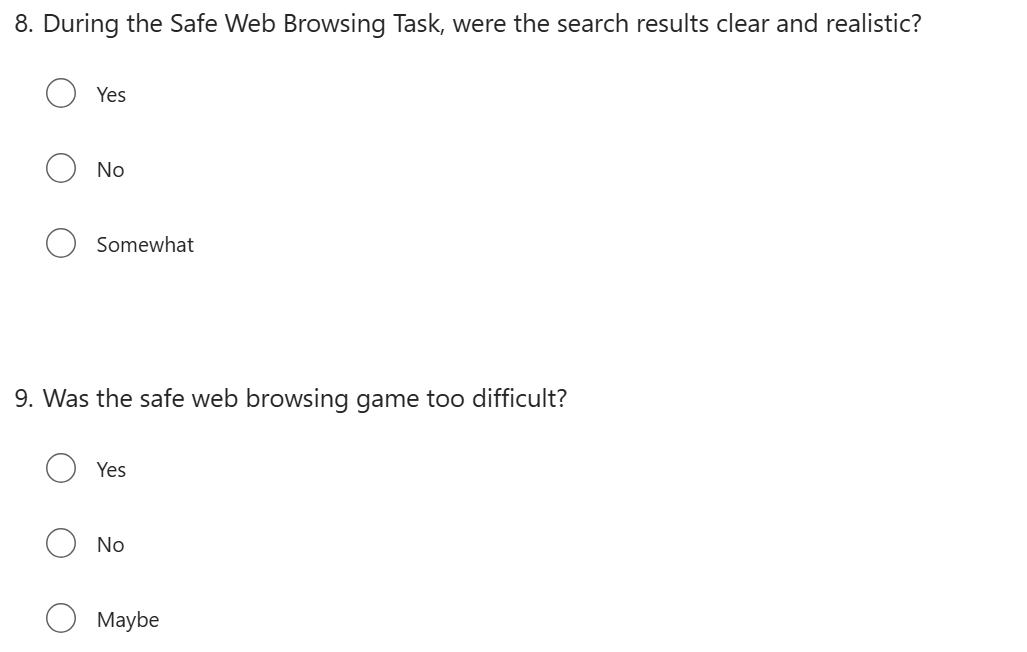 8. During the Safe Web Browsing Task, were the search results clear and realistic?
Yes
No
Somewhat
9. Was the safe web browsing game too difficult?
Yes
No
Maybe